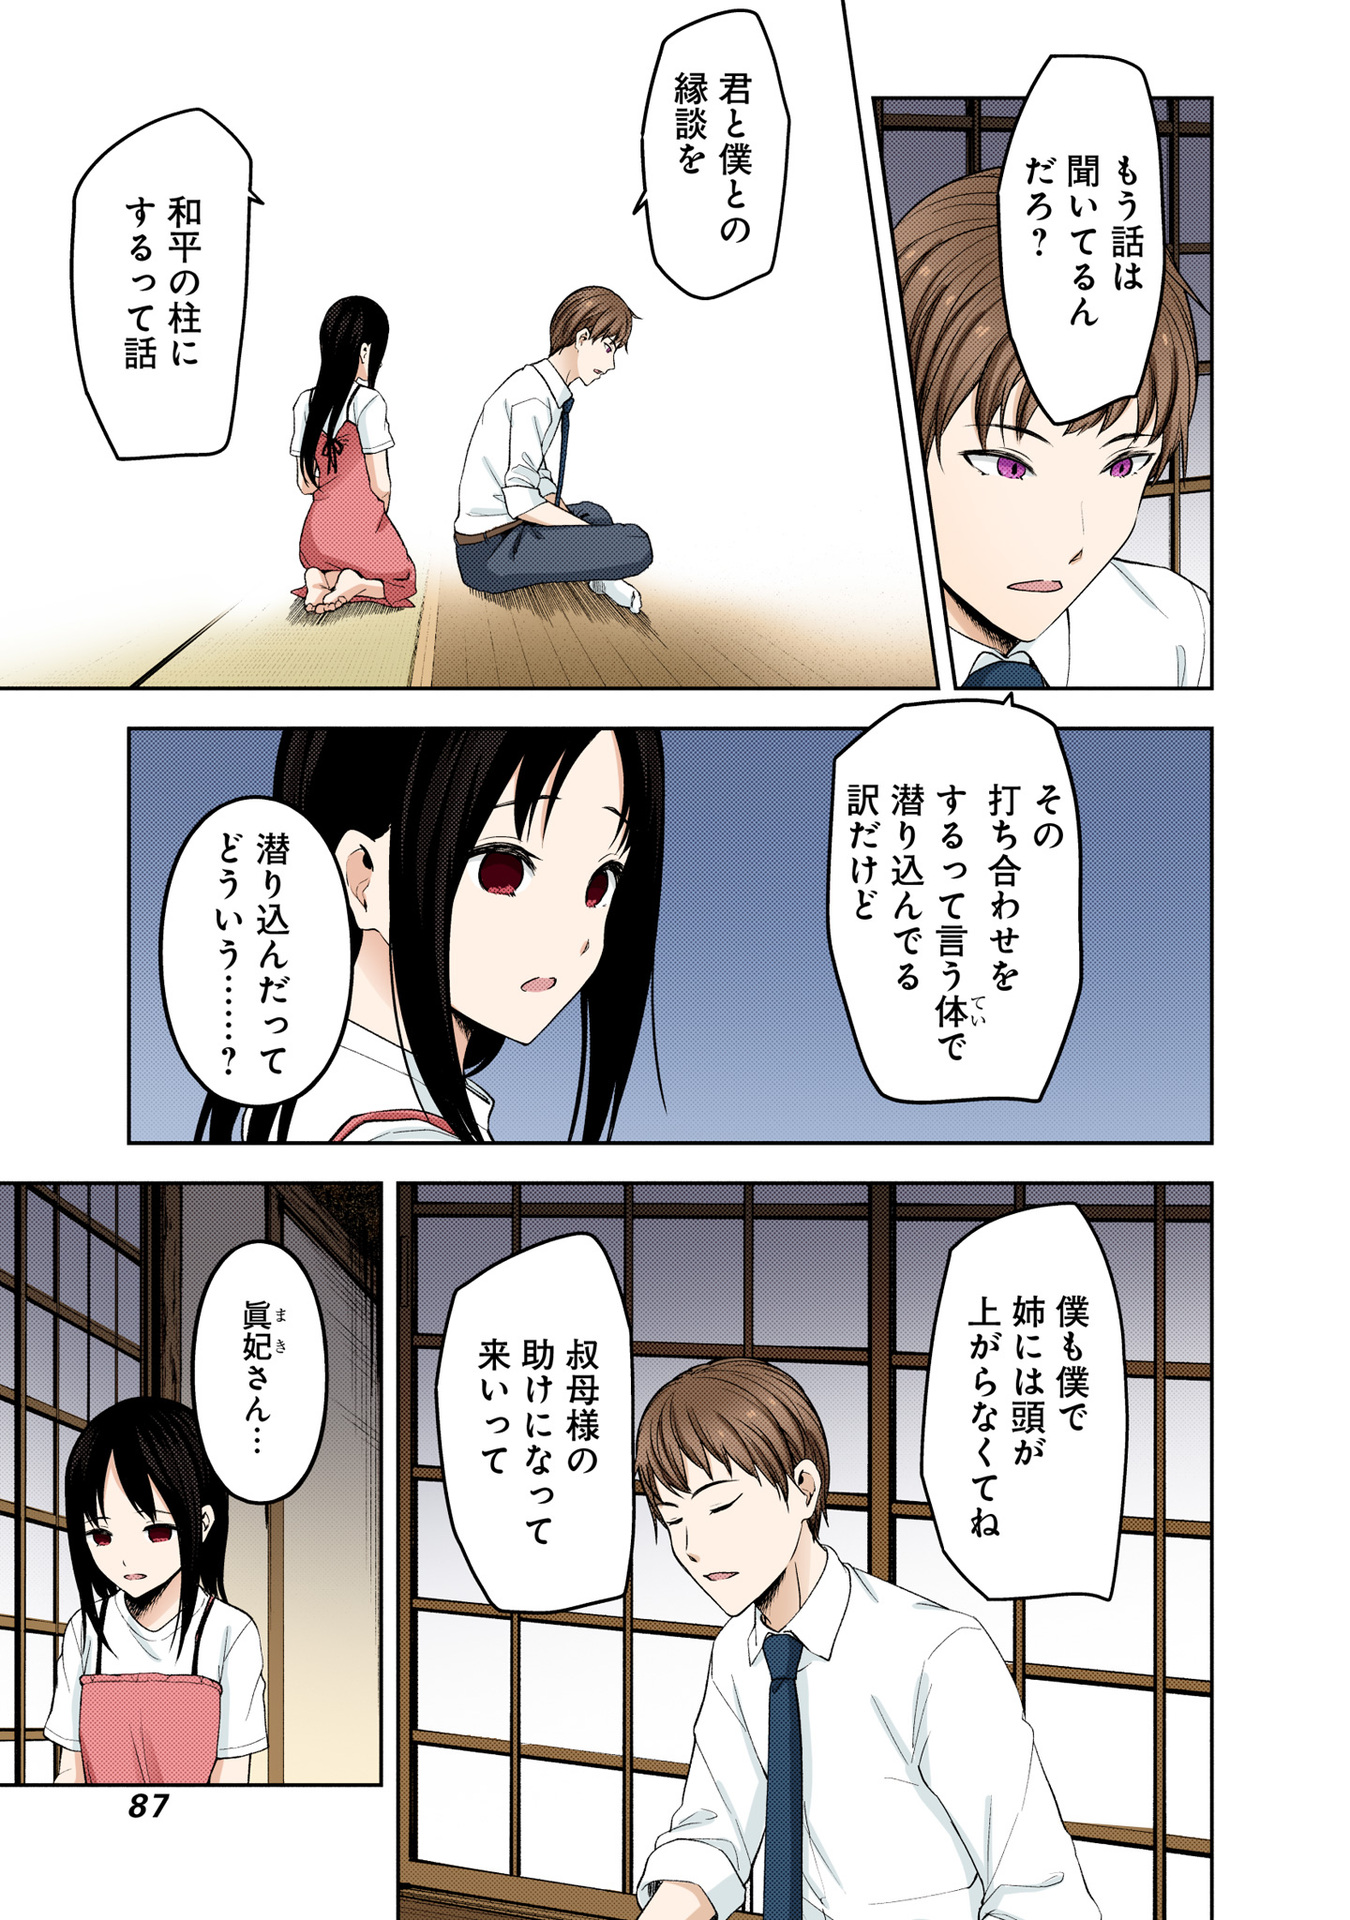 もう話は
聞いてるん
だろ？
君と僕との
縁談を
和平の柱に
するって話
その
打ち合わせを
するって言う体で
てい
潜り込んでる
訳だけど
潜り込んだって
どういう………？
僕も僕で
姉には頭が
上がらなくてね
叔母様の
助けになって
来いって
眞妃さん…
まき
87